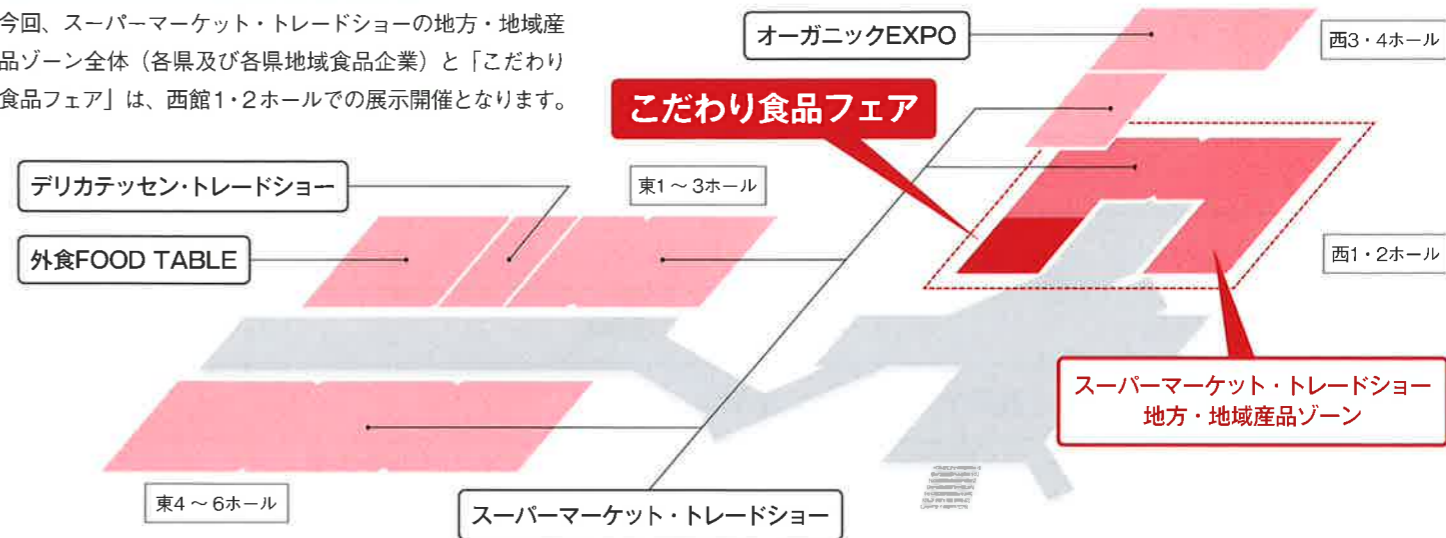 今回、スーパーマーケット・トレードショーの地方・地域産
品ゾーン全体（各県及び各県地域食品企業）と「こだわり
食品フェア」は、西館1・2ホールでの展示開催となります。
オーガニックEXPO
西3・4ホール
こだわり食品フェア
デリカテッセン・トレードショー
東1～3ホール
外食FOOD TABLE
西1・2ホール
スーパーマーケット・トレードショー
地方・地域産品ゾーン
東4～6ホール
スーパーマーケット・トレードショー